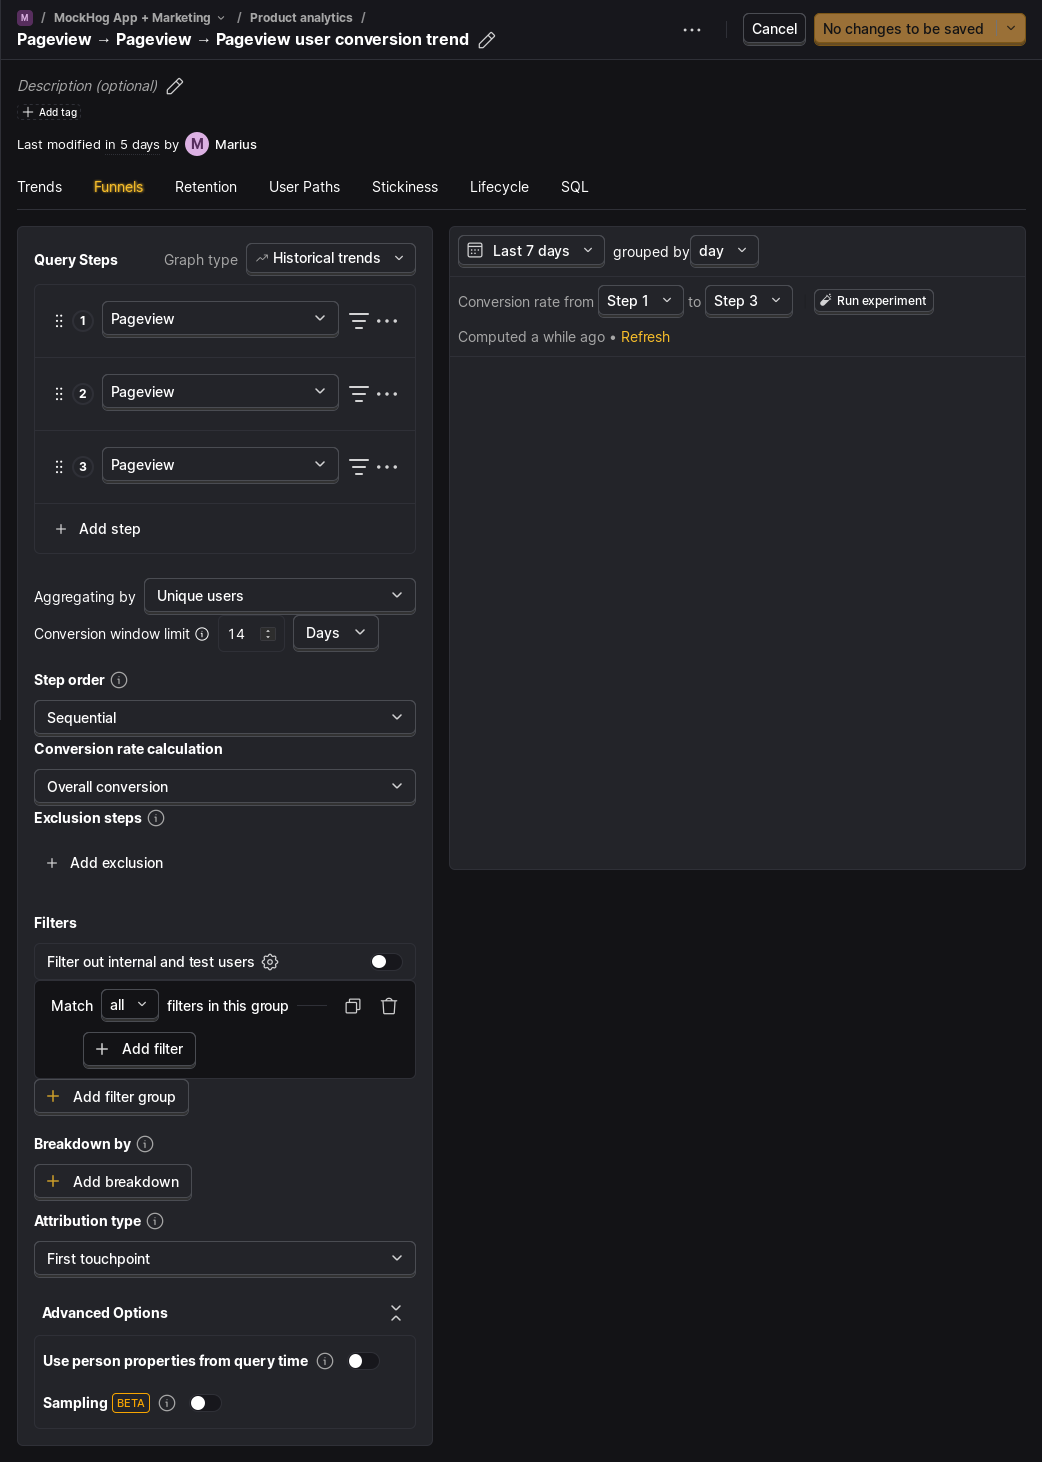 M / MockHog App + Marketing / Product analytics /
Pageview → Pageview → Pageview user conversion trend
Cancel
No changes to be saved
Description (optional)
Add tag
Last modified in 5 days by M Marius
Trends Funnels Retention User Paths Stickiness Lifecycle SQL
Query Steps
Graph type Historical trends
1 Pageview
2 Pageview
3 Pageview
Add step
Aggregating by Unique users
Conversion window limit 14 Days
Step order
Sequential
Conversion rate calculation
Overall conversion
Exclusion steps
Add exclusion
Filters
Filter out internal and test users
Match all filters in this group
Add filter
Add filter group
Breakdown by
Add breakdown
Attribution type
First touchpoint
Advanced Options
Use person properties from query time
Sampling BETA
Last 7 days grouped by day
Conversion rate from Step 1 to Step 3 Run experiment
Computed a while ago • Refresh